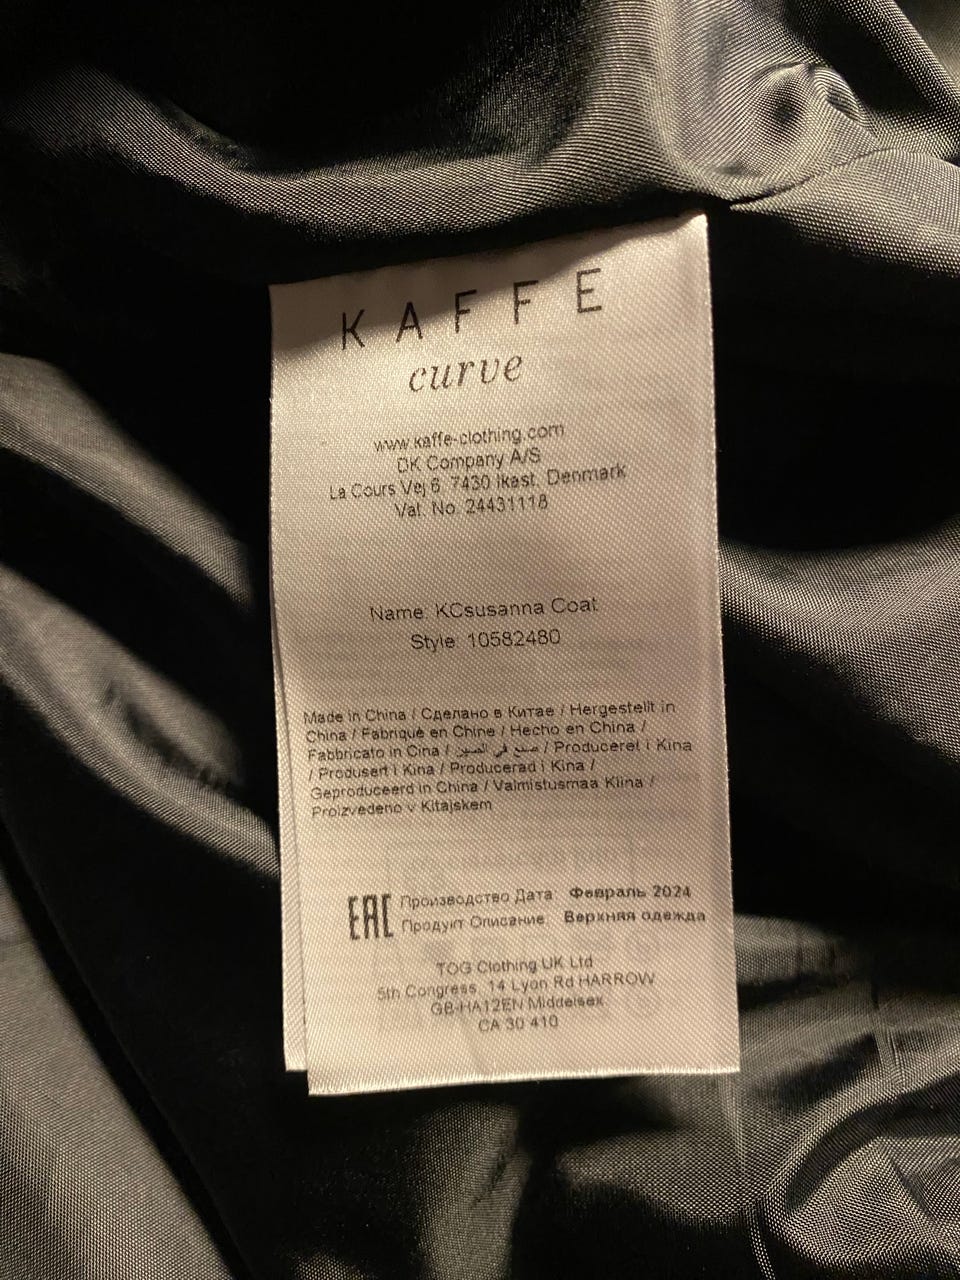 KAFFE
curve
www.kaffe-clothing.com
DK Company A/S
La Cours Vej 6, 7430 Ikast, Denmark
Vat. No. 24431118
Name: KCsusanna Coat
Style: 10582480
Made in China / Сделано в Китае / Hergestellt in
China / Fabriqué en Chine / Hecho en China /
Fabbricato in Cina / صنع في الصين / Produceret i Kina
/ Produsert i Kina / Producerad i Kina /
Geproduceerd in China / Valmistusmaa Kiina /
Proizvedeno v Kitajskem
EAC Производство Дата: Февраль 2024
Продукт Описание: Верхняя одежда
TOG Clothing UK Ltd
5th Congress, 14 Lyon Rd HARROW
GB-HA12EN Middelsex
CA 30 410